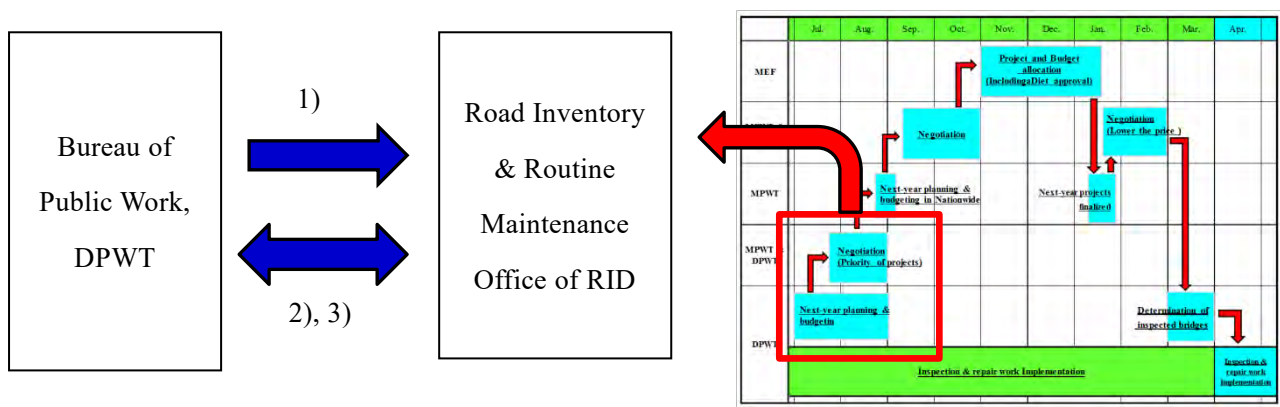 Bureau of
Public Work,
DPWT
1)
2), 3)
Road Inventory
& Routine
Maintenance
Office of RID
Jul. Aug. Sep. Oct. Nov. Dec. Jan. Feb. Mar. Apr.
MEF
Project and Budget
allocation
(IncludingaDiet approval)
Negotiation
Negotiation
(Lower the price )
MPWT
Next-year planning &
budgeting in Nationwide
Next-year projects
finalized
MPWT &
DPWT
Negotiation
(Priority of projects)
Next-year planning &
budgetin
Determination of
inspected bridges
DPWT
Inspection & repair work Implementation
Inspection &
repair work
Implementation